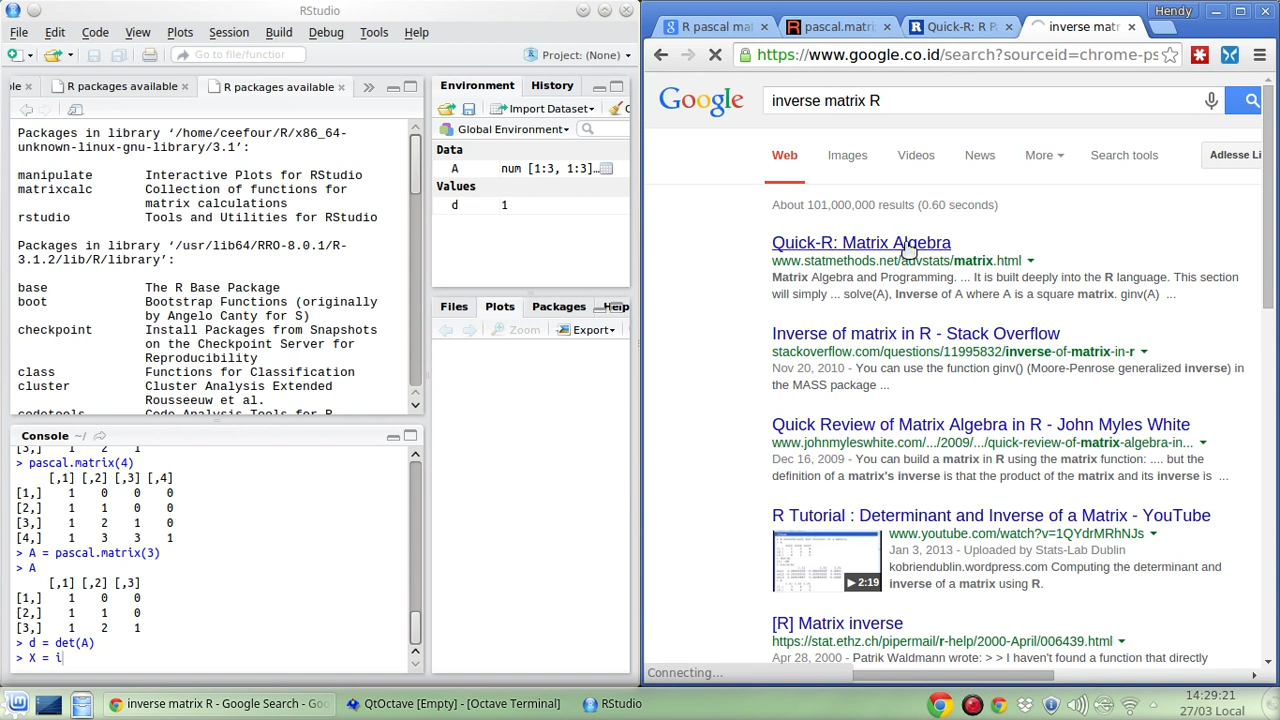 RStudio
File Edit Code View Plots Session Build Debug Tools Help
Go to file/function
Project: (None)
R packages available
R packages available
Packages in library ‘/home/ceefour/R/x86_64-
unknown-linux-gnu-library/3.1’:
manipulate Interactive Plots for RStudio
matrixcalc Collection of functions for
matrix calculations
rstudio Tools and Utilities for RStudio
Packages in library ‘/usr/lib64/RRO-8.0.1/R-
3.1.2/lib/R/library’:
base The R Base Package
boot Bootstrap Functions (originally
by Angelo Canty for S)
checkpoint Install Packages from Snapshots
on the Checkpoint Server for
Reproducibility
class Functions for Classification
cluster Cluster Analysis Extended
Rousseeuw et al.
codetools Code Analysis Tools for R
Console ~/
[3,] 1 2 1
> pascal.matrix(4)
[,1] [,2] [,3] [,4]
[1,] 1 0 0 0
[2,] 1 1 0 0
[3,] 1 2 1 0
[4,] 1 3 3 1
> A = pascal.matrix(3)
> A
[,1] [,2] [,3]
[1,] 1 0 0
[2,] 1 1 0
[3,] 1 2 1
> d = det(A)
> X = i
Environment History
Import Dataset
Global Environment
Data
A num [1:3, 1:3]...
Values
d 1
Files Plots Packages Help
Zoom Export
Hendy
R pascal mat
pascal.matri
Quick-R: R P
inverse matr
https://www.google.co.id/search?sourceid=chrome-ps
Google
inverse matrix R
Web Images Videos News More Search tools
Adlesse Li
About 101,000,000 results (0.60 seconds)
Quick-R: Matrix Algebra
www.statmethods.net/advstats/matrix.html
Matrix Algebra and Programming. ... It is built deeply into the R language. This section
will simply ... solve(A), Inverse of A where A is a square matrix. ginv(A) ...
Inverse of matrix in R - Stack Overflow
stackoverflow.com/questions/11995832/inverse-of-matrix-in-r
Nov 20, 2010 - You can use the function ginv() (Moore-Penrose generalized inverse) in
the MASS package ...
Quick Review of Matrix Algebra in R - John Myles White
www.johnmyleswhite.com/.../2009/.../quick-review-of-matrix-algebra-in...
Dec 16, 2009 - You can build a matrix in R using the matrix function: .... but the
definition of a matrix's inverse is that the product of the matrix and its inverse is ...
R Tutorial : Determinant and Inverse of a Matrix - YouTube
www.youtube.com/watch?v=1QYdrMRhNJs
Jan 3, 2013 - Uploaded by Stats-Lab Dublin
kobriendublin.wordpress.com Computing the determinant and
inverse of a matrix using R.
2:19
[R] Matrix inverse
https://stat.ethz.ch/pipermail/r-help/2000-April/006439.html
Apr 28, 2000 - Patrik Waldmann wrote: > > I haven't found a function that directly
Connecting...
inverse matrix R - Google Search - Goo
QtOctave [Empty] - [Octave Terminal]
RStudio
14:29:21
27/03 Local